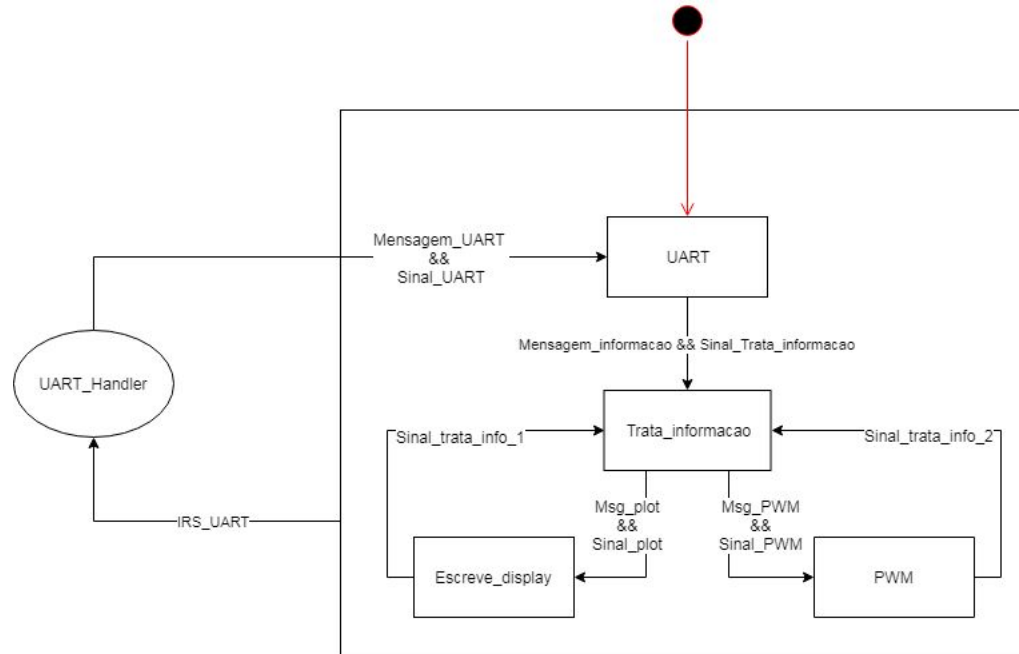 Mensagem_UART
&&
Sinal_UART
UART
Mensagem_informacao && Sinal_Trata_informacao
UART_Handler
Sinal_trata_info_1
Trata_informacao
Sinal_trata_info_2
Msg_plot
&&
Sinal_plot
Msg_PWM
&&
Sinal_PWM
IRS_UART
Escreve_display
PWM